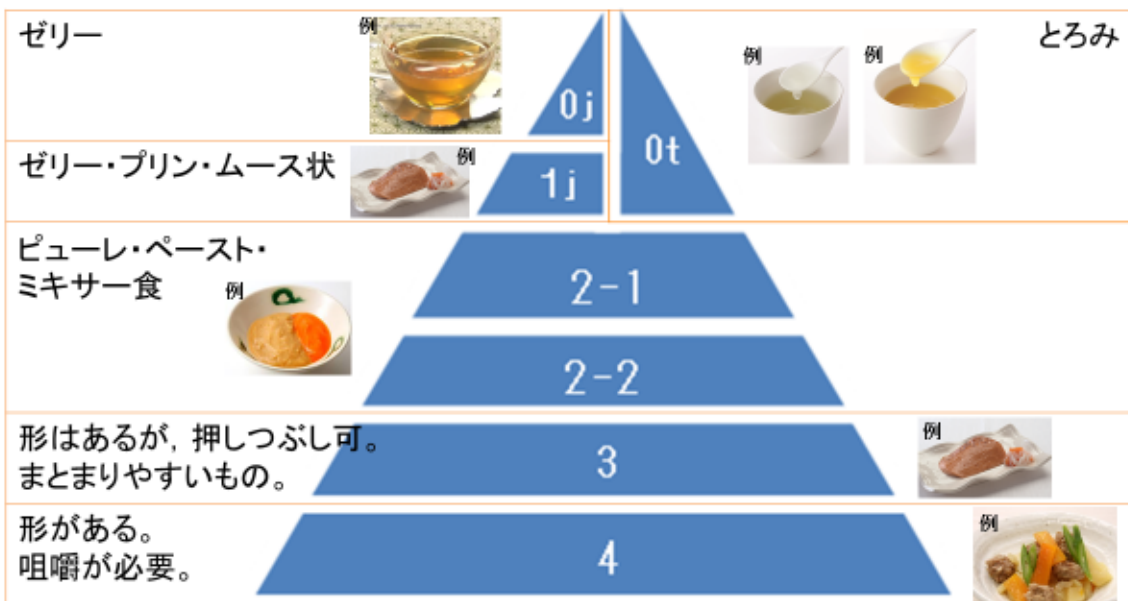 ゼリー
例
0j
とろみ
例
例
0t
ゼリー・プリン・ムース状
例
1j
ピューレ・ペースト・
ミキサー食
例
2-1
2-2
形はあるが，押しつぶし可。
まとまりやすいもの。
3
例
形がある。
咀嚼が必要。
4
例